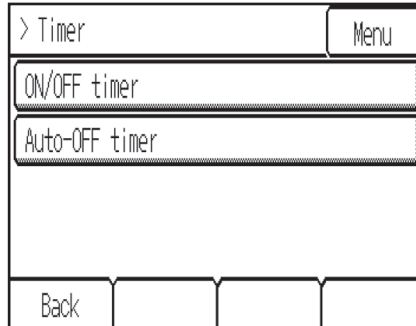 > Timer
Menu
ON/OFF timer
Auto-OFF timer
Back